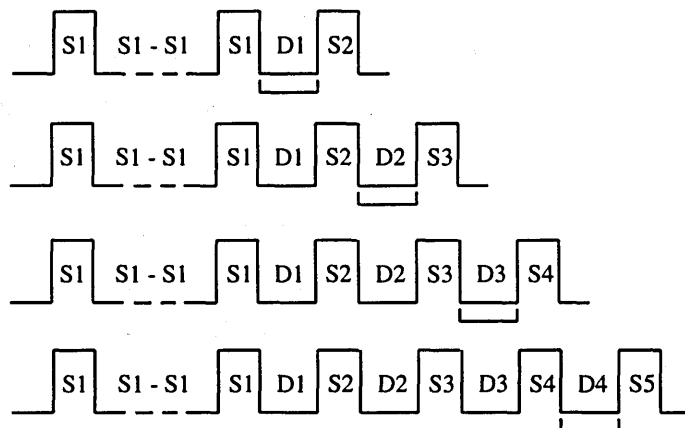 S1 S1 - S1 S1 D1 S2
S1 S1 - S1 S1 D1 S2 D2 S3
S1 S1 - S1 S1 D1 S2 D2 S3 D3 S4
S1 S1 - S1 S1 D1 S2 D2 S3 D3 S4 D4 S5